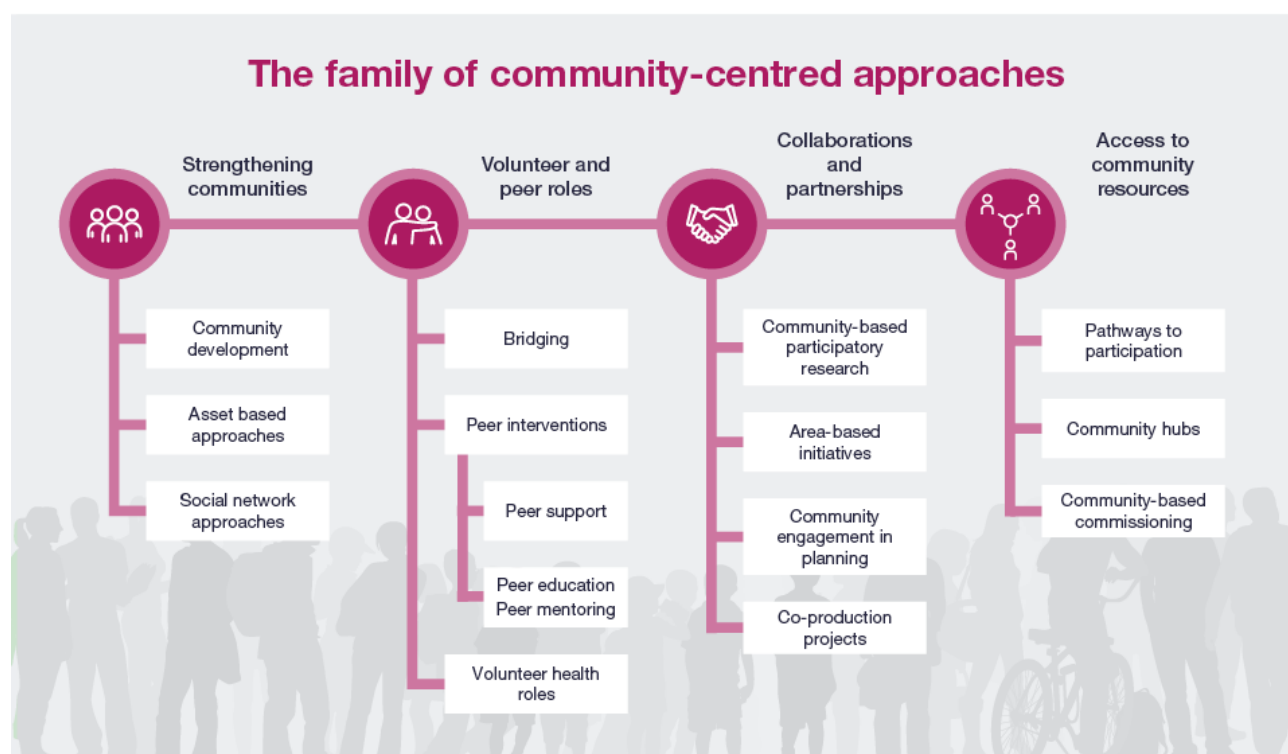 The family of community-centred approaches
Strengthening
communities
Community
development
Asset based
approaches
Social network
approaches
Volunteer and
peer roles
Bridging
Peer interventions
Peer support
Peer education
Peer mentoring
Volunteer health
roles
Collaborations
and
partnerships
Community-based
participatory
research
Area-based
initiatives
Community
engagement in
planning
Co-production
projects
Access to
community
resources
Pathways to
participation
Community hubs
Community-based
commissioning